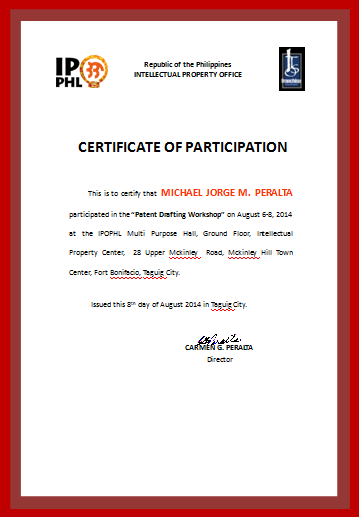 IP
PHL
Republic of the Philippines
INTELLECTUAL PROPERTY OFFICE
CERTIFICATE OF PARTICIPATION
This is to certify that MICHAEL JORGE M. PERALTA
participated in the "Patent Drafting Workshop" on August 6-8, 2014
at the IPOPHL Multi Purpose Hall, Ground Floor, Intellectual
Property Center, 28 Upper Mckinley Road, Mckinley Hill Town
Center, Fort Bonifacio, Taguig City.
Issued this 8th day of August 2014 in Taguig City.
CARMEN G. PERALTA
Director